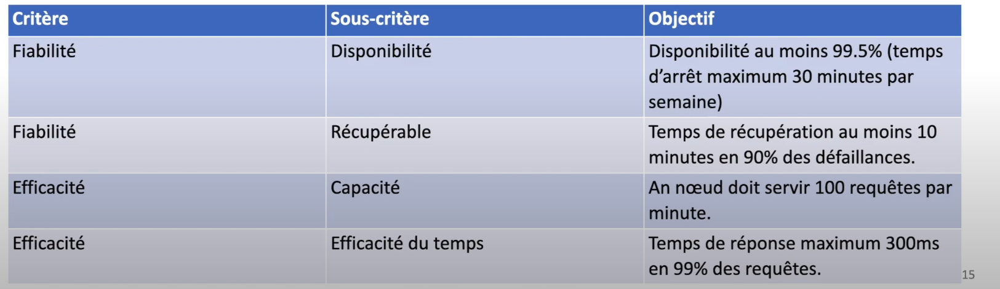 Critère Sous-critère Objectif
Fiabilité Disponibilité Disponibilité au moins 99.5% (temps
d’arrêt maximum 30 minutes par
semaine)
Fiabilité Récupérable Temps de récupération au moins 10
minutes en 90% des défaillances.
Efficacité Capacité An nœud doit servir 100 requêtes par
minute.
Efficacité Efficacité du temps Temps de réponse maximum 300ms
en 99% des requêtes.
15